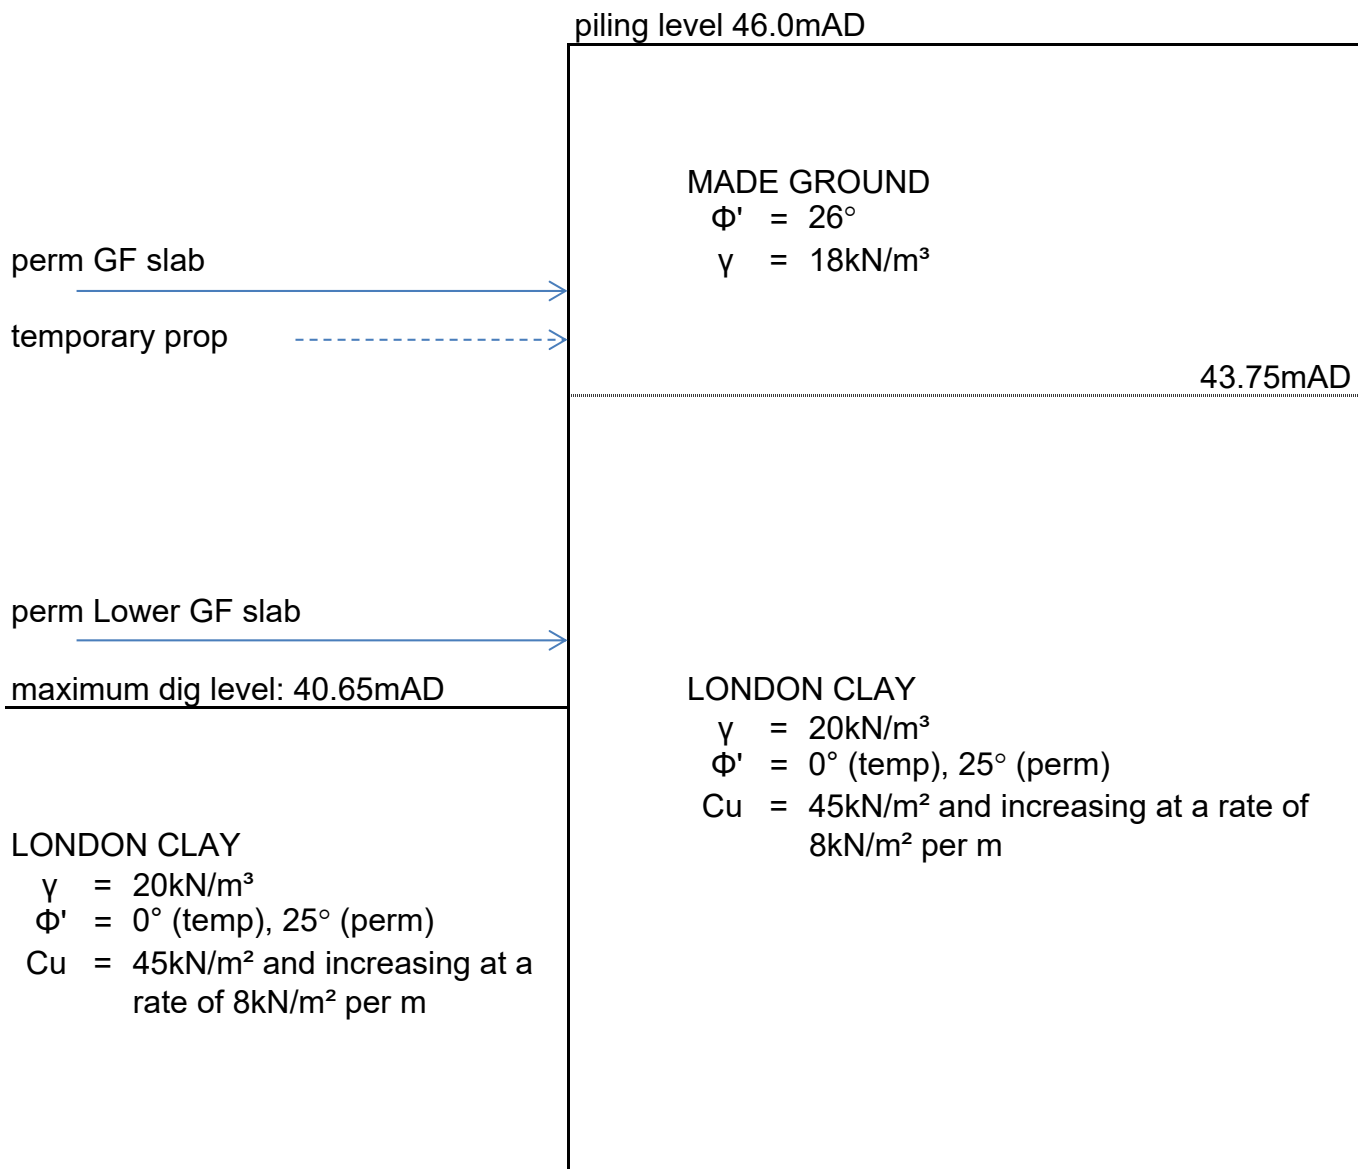 piling level 46.0mAD
MADE GROUND
Φ' = 26°
γ = 18kN/m³
perm GF slab
temporary prop
43.75mAD
perm Lower GF slab
maximum dig level: 40.65mAD
LONDON CLAY
γ = 20kN/m³
Φ' = 0° (temp), 25° (perm)
Cu = 45kN/m² and increasing at a rate of
8kN/m² per m
LONDON CLAY
γ = 20kN/m³
Φ' = 0° (temp), 25° (perm)
Cu = 45kN/m² and increasing at a
rate of 8kN/m² per m